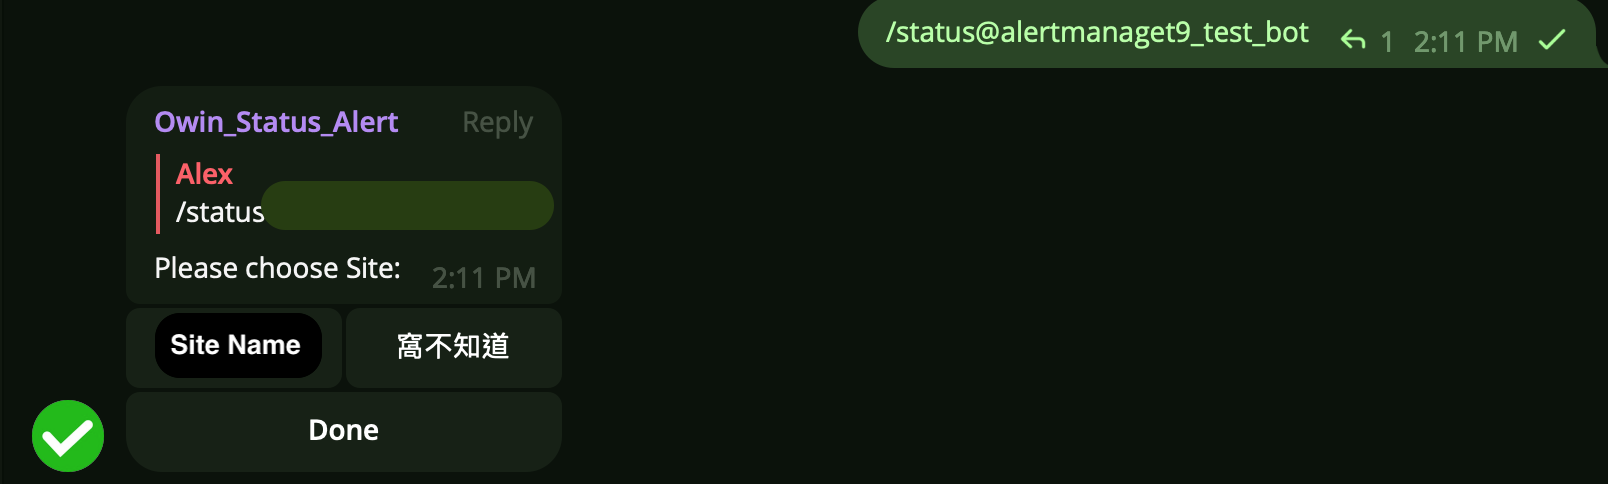 /status@alertmanaget9_test_bot 1 2:11 PM
Owin_Status_Alert Reply
Alex
/status
Please choose Site: 2:11 PM
Site Name 窩不知道
Done